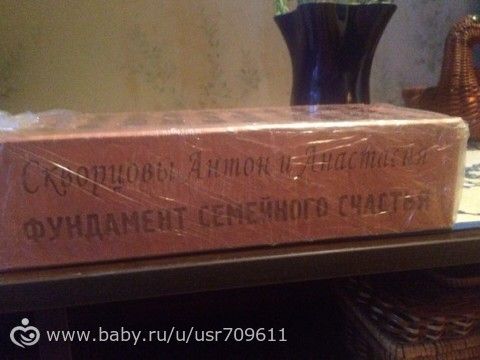 Скворцовы Антон и Анастасия
ФУНДАМЕНТ СЕМЕЙНОГО СЧАСТЬЯ
www.baby.ru/u/usr709611